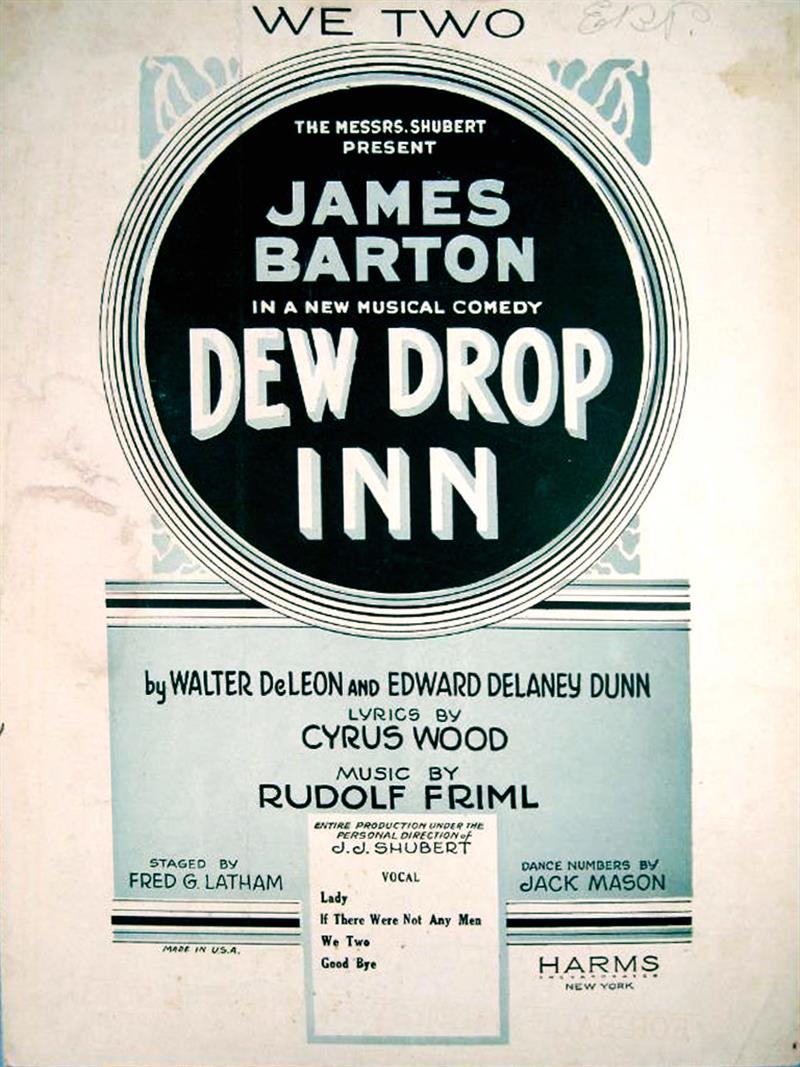 WE TWO
THE MESSRS. SHUBERT
PRESENT
JAMES
BARTON
IN A NEW MUSICAL COMEDY
DEW DROP
INN
by WALTER DeLEON AND EDWARD DELANEY DUNN
LYRICS BY
CYRUS WOOD
MUSIC BY
RUDOLF FRIML
ENTIRE PRODUCTION UNDER THE
PERSONAL DIRECTION of
J.J. SHUBERT
STAGED BY
FRED G. LATHAM
DANCE NUMBERS BY
JACK MASON
VOCAL
Lady
If There Were Not Any Men
We Two
Good Bye
MADE IN U.S.A.
HARMS
INCORPORATED
NEW YORK